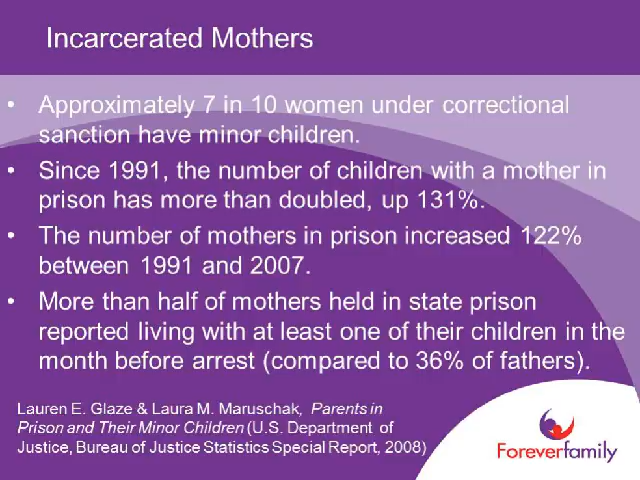 Incarcerated Mothers
• Approximately 7 in 10 women under correctional
sanction have minor children.
• Since 1991, the number of children with a mother in
prison has more than doubled, up 131%.
• The number of mothers in prison increased 122%
between 1991 and 2007.
• More than half of mothers held in state prison
reported living with at least one of their children in the
month before arrest (compared to 36% of fathers).
Lauren E. Glaze & Laura M. Maruschak, Parents in
Prison and Their Minor Children (U.S. Department of
Justice, Bureau of Justice Statistics Special Report, 2008)
Foreverfamily